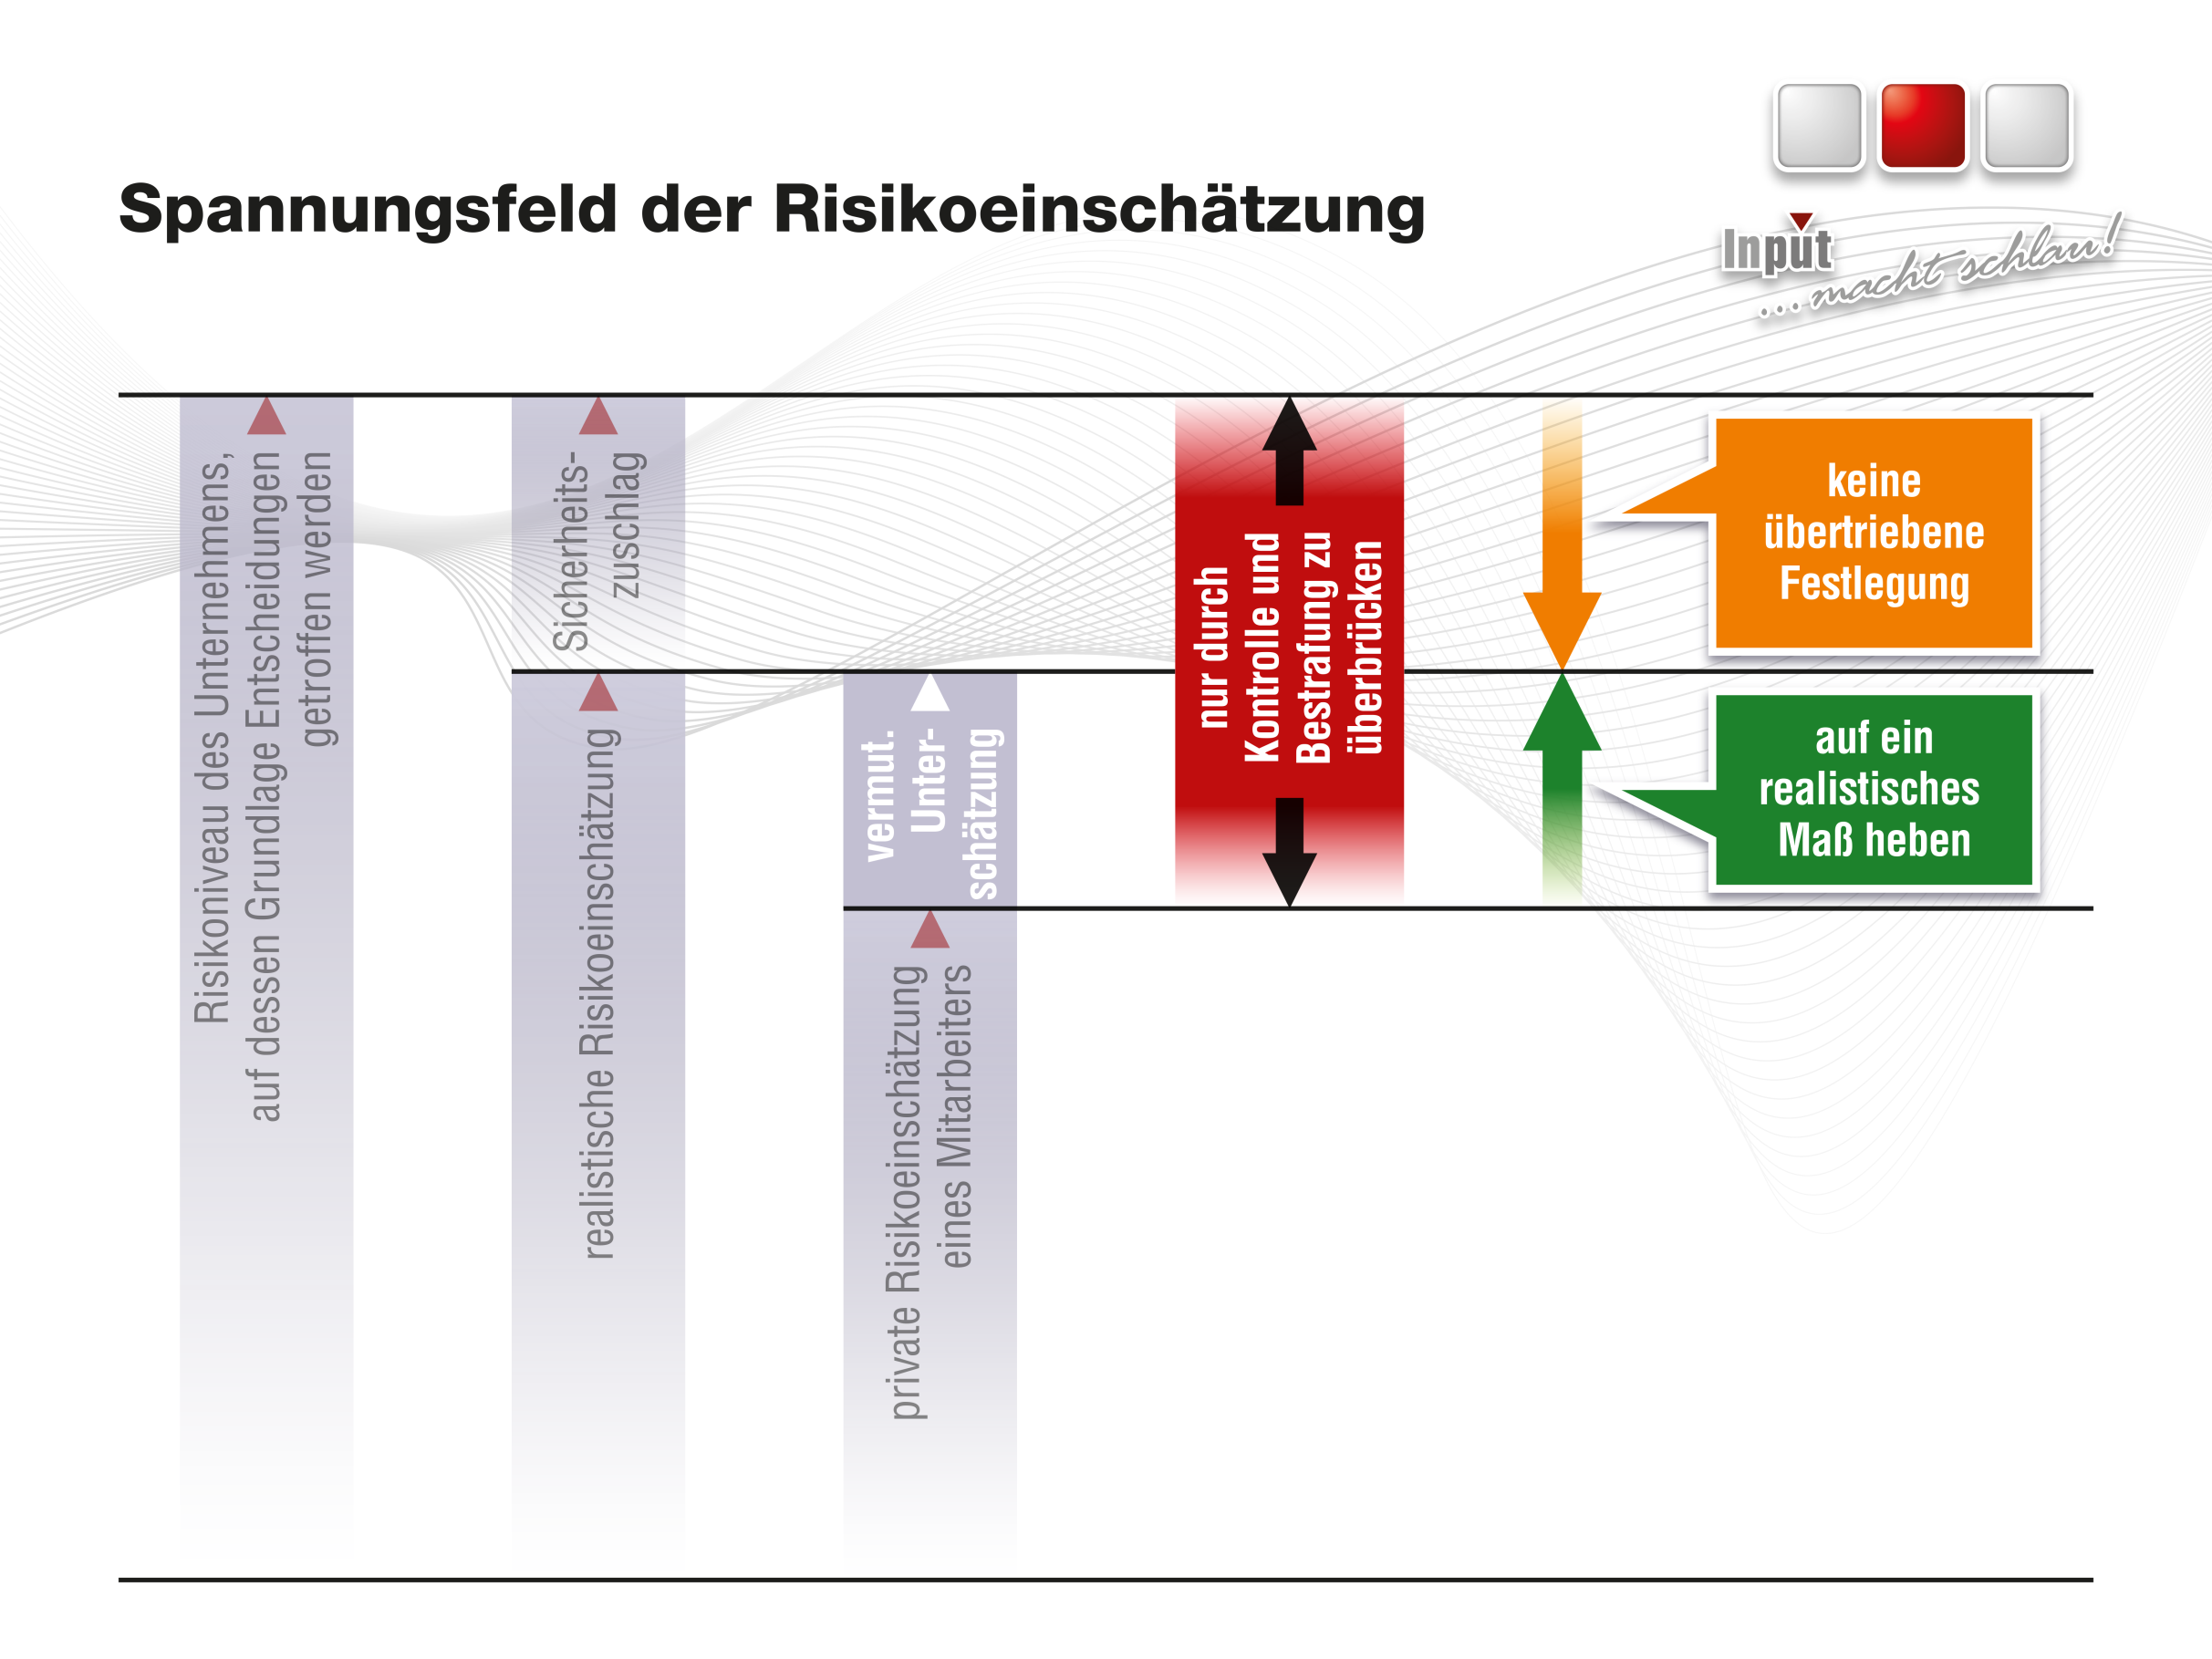 Spannungsfeld der Risikoeinschätzung
Input
... macht schlau!
Risikoniveau des Unternehmens,
auf dessen Grundlage Entscheidungen
getroffen werden
Sicherheits-
zuschlag
realistische Risikoeinschätzung
vermut.
Unter-
schätzung
private Risikoeinschätzung
eines Mitarbeiters
nur durch
Kontrolle und
Bestrafung zu
überbrücken
keine
übertriebene
Festlegung
auf ein
realistisches
Maß heben